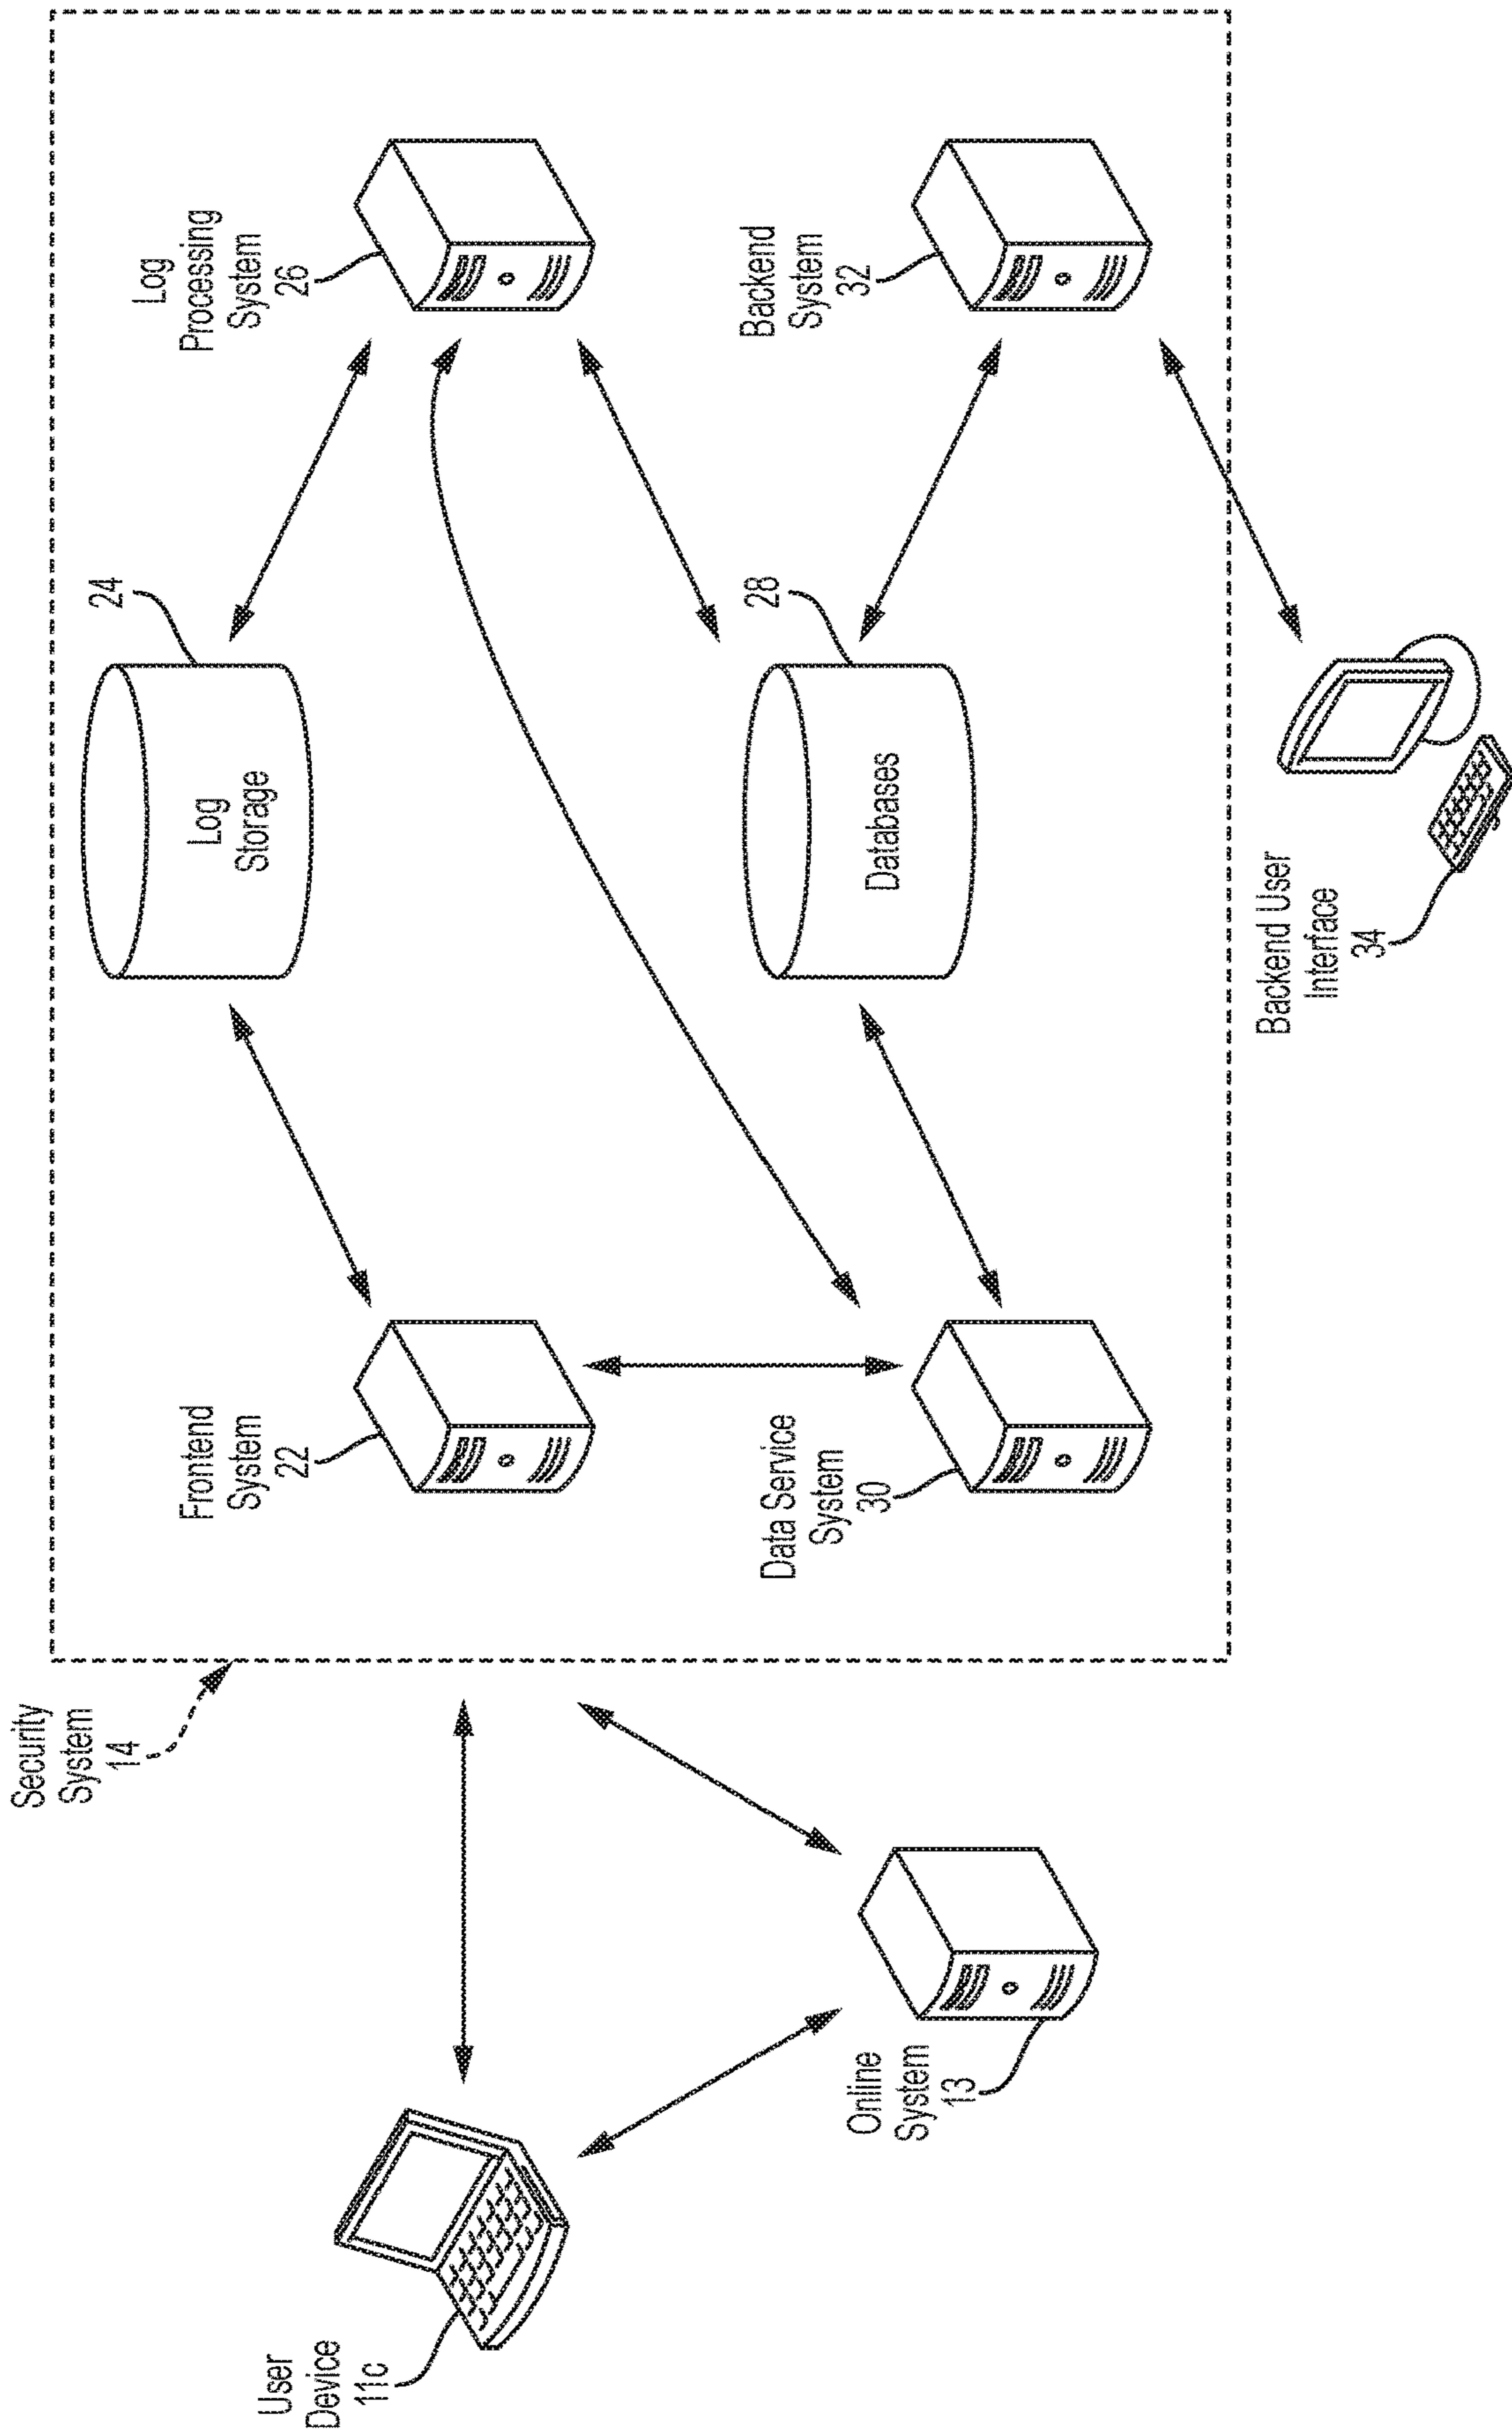 Security
System
14
User
Device
11c
Online
System
13
Frontend
System
22
Log
Storage
24
Log
Processing
System
26
Data Service
System
30
Databases
28
Backend
System
32
Backend User
Interface
34